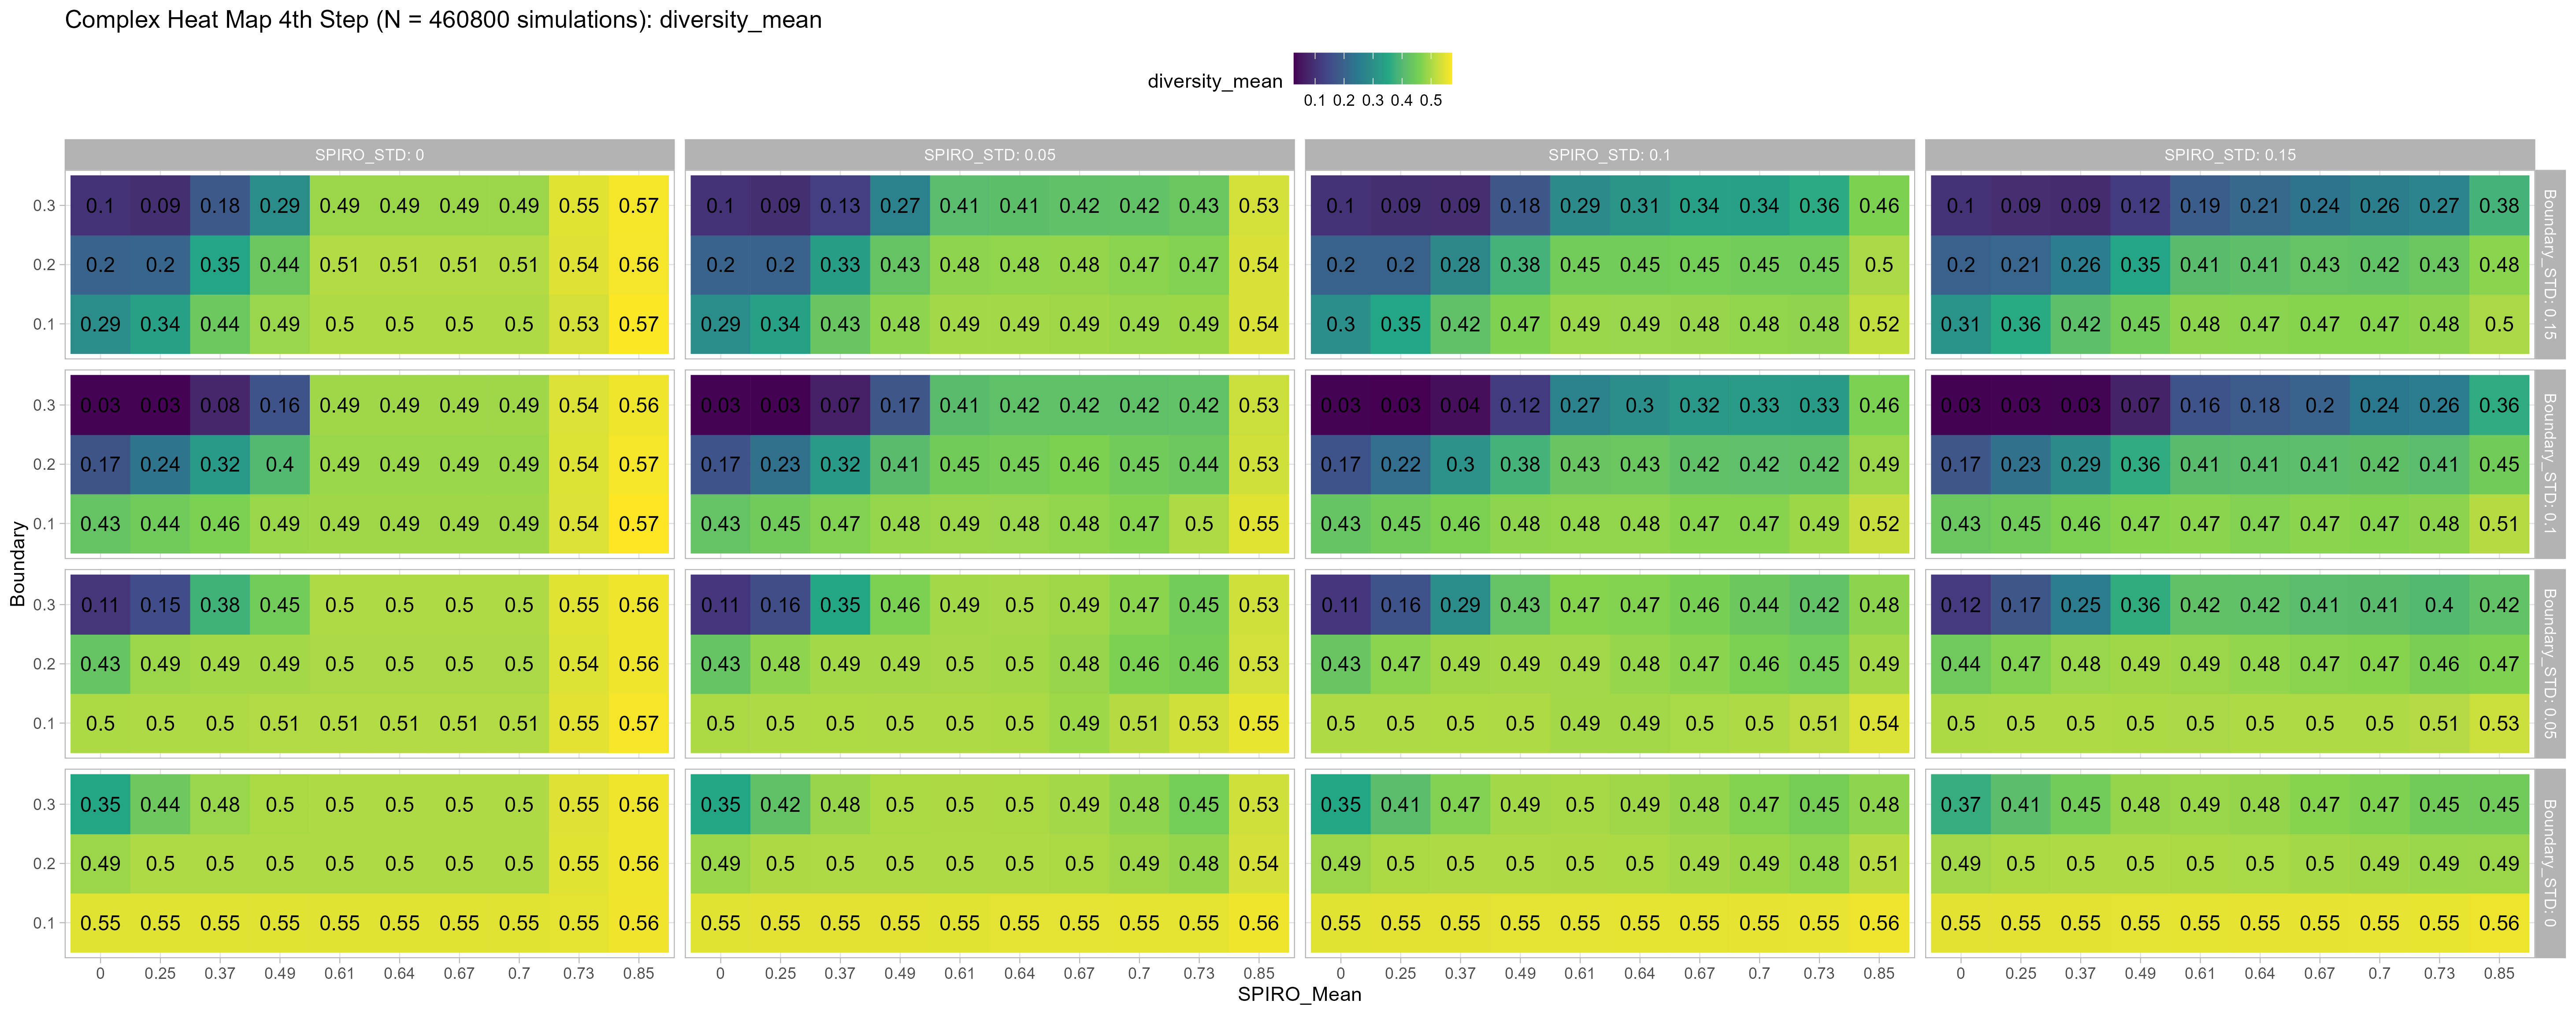 Complex Heat Map 4th Step (N = 460800 simulations): diversity_mean
diversity_mean
0.1 0.2 0.3 0.4 0.5
SPIRO_STD: 0 SPIRO_STD: 0.05 SPIRO_STD: 0.1 SPIRO_STD: 0.15
0.3 0.1 0.09 0.18 0.29 0.49 0.49 0.49 0.49 0.55 0.57 0.1 0.09 0.13 0.27 0.41 0.41 0.42 0.42 0.43 0.53 0.1 0.09 0.09 0.18 0.29 0.31 0.34 0.34 0.36 0.46 0.1 0.09 0.09 0.12 0.19 0.21 0.24 0.26 0.27 0.38
0.2 0.2 0.2 0.35 0.44 0.51 0.51 0.51 0.51 0.54 0.56 0.2 0.2 0.33 0.43 0.48 0.48 0.48 0.47 0.47 0.54 0.2 0.2 0.28 0.38 0.45 0.45 0.45 0.45 0.45 0.5 0.2 0.21 0.26 0.35 0.41 0.41 0.43 0.42 0.43 0.48
0.1 0.29 0.34 0.44 0.49 0.5 0.5 0.5 0.5 0.53 0.57 0.29 0.34 0.43 0.48 0.49 0.49 0.49 0.49 0.49 0.54 0.3 0.35 0.42 0.47 0.49 0.49 0.48 0.48 0.48 0.52 0.31 0.36 0.42 0.45 0.48 0.47 0.47 0.47 0.48 0.5
Boundary_STD: 0.15
0.3 0.03 0.03 0.08 0.16 0.49 0.49 0.49 0.49 0.54 0.56 0.03 0.03 0.07 0.17 0.41 0.42 0.42 0.42 0.42 0.53 0.03 0.03 0.04 0.12 0.27 0.3 0.32 0.33 0.33 0.46 0.03 0.03 0.03 0.07 0.16 0.18 0.2 0.24 0.26 0.36
0.2 0.17 0.24 0.32 0.4 0.49 0.49 0.49 0.49 0.54 0.57 0.17 0.23 0.32 0.41 0.45 0.45 0.46 0.45 0.44 0.53 0.17 0.22 0.3 0.38 0.43 0.43 0.42 0.42 0.42 0.49 0.17 0.23 0.29 0.36 0.41 0.41 0.41 0.42 0.41 0.45
0.1 0.43 0.44 0.46 0.49 0.49 0.49 0.49 0.49 0.54 0.57 0.43 0.45 0.47 0.48 0.49 0.48 0.48 0.47 0.5 0.55 0.43 0.45 0.46 0.48 0.48 0.48 0.47 0.47 0.49 0.52 0.43 0.45 0.46 0.47 0.47 0.47 0.47 0.47 0.48 0.51
Boundary_STD: 0.1
Boundary
0.3 0.11 0.15 0.38 0.45 0.5 0.5 0.5 0.5 0.55 0.56 0.11 0.16 0.35 0.46 0.49 0.5 0.49 0.47 0.45 0.53 0.11 0.16 0.29 0.43 0.47 0.47 0.46 0.44 0.42 0.48 0.12 0.17 0.25 0.36 0.42 0.42 0.41 0.41 0.4 0.42
0.2 0.43 0.49 0.49 0.49 0.5 0.5 0.5 0.5 0.54 0.56 0.43 0.48 0.49 0.49 0.5 0.5 0.48 0.46 0.46 0.53 0.43 0.47 0.49 0.49 0.49 0.48 0.47 0.46 0.45 0.49 0.44 0.47 0.48 0.49 0.49 0.48 0.47 0.47 0.46 0.47
0.1 0.5 0.5 0.5 0.51 0.51 0.51 0.51 0.51 0.55 0.57 0.5 0.5 0.5 0.5 0.5 0.5 0.49 0.51 0.53 0.55 0.5 0.5 0.5 0.5 0.49 0.49 0.5 0.5 0.51 0.54 0.5 0.5 0.5 0.5 0.5 0.5 0.5 0.5 0.51 0.53
Boundary_STD: 0.05
0.3 0.35 0.44 0.48 0.5 0.5 0.5 0.5 0.5 0.55 0.56 0.35 0.42 0.48 0.5 0.5 0.5 0.49 0.48 0.45 0.53 0.35 0.41 0.47 0.49 0.5 0.49 0.48 0.47 0.45 0.48 0.37 0.41 0.45 0.48 0.49 0.48 0.47 0.47 0.45 0.45
0.2 0.49 0.5 0.5 0.5 0.5 0.5 0.5 0.5 0.55 0.56 0.49 0.5 0.5 0.5 0.5 0.5 0.5 0.49 0.48 0.54 0.49 0.5 0.5 0.5 0.5 0.5 0.49 0.49 0.48 0.51 0.49 0.5 0.5 0.5 0.5 0.5 0.5 0.49 0.49 0.49
0.1 0.55 0.55 0.55 0.55 0.55 0.55 0.55 0.55 0.55 0.56 0.55 0.55 0.55 0.55 0.55 0.55 0.55 0.55 0.55 0.56 0.55 0.55 0.55 0.55 0.55 0.55 0.55 0.55 0.55 0.56 0.55 0.55 0.55 0.55 0.55 0.55 0.55 0.55 0.55 0.56
Boundary_STD: 0
0 0.25 0.37 0.49 0.61 0.64 0.67 0.7 0.73 0.85 0 0.25 0.37 0.49 0.61 0.64 0.67 0.7 0.73 0.85 0 0.25 0.37 0.49 0.61 0.64 0.67 0.7 0.73 0.85 0 0.25 0.37 0.49 0.61 0.64 0.67 0.7 0.73 0.85
SPIRO_Mean